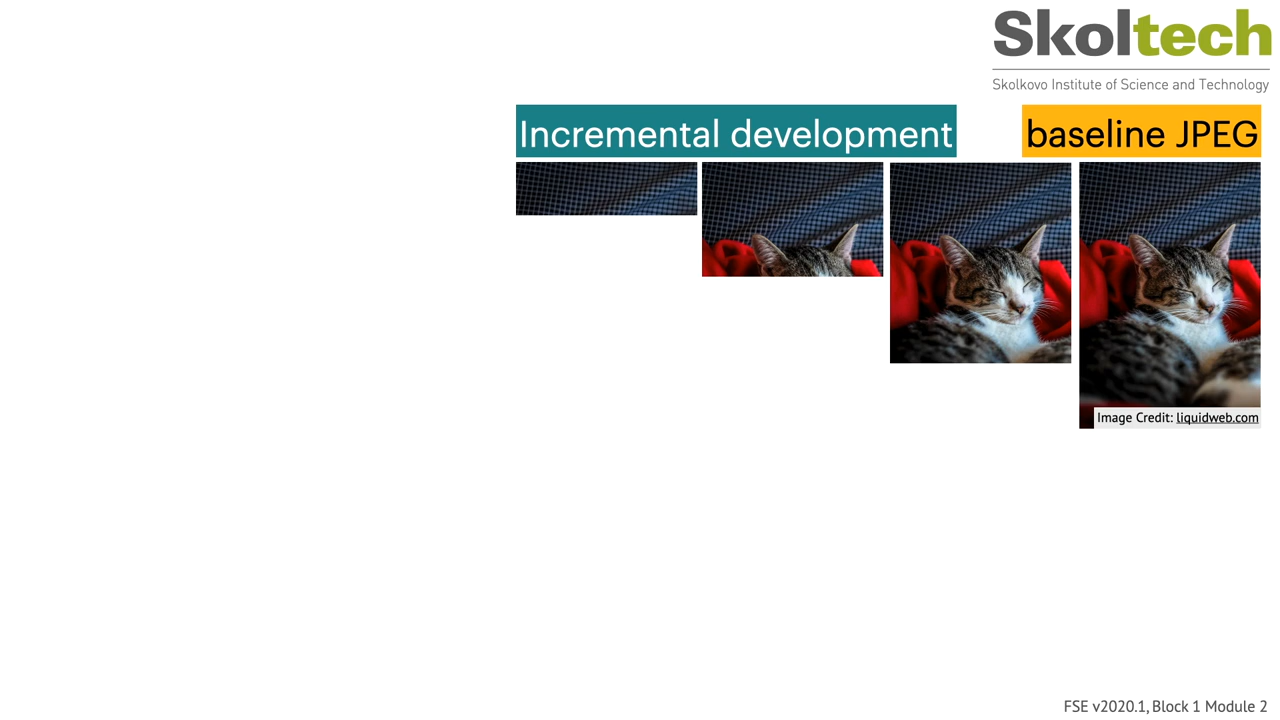 Skoltech
Skolkovo Institute of Science and Technology
Incremental development
baseline JPEG
Image Credit: liquidweb.com
FSE v2020.1, Block 1 Module 2